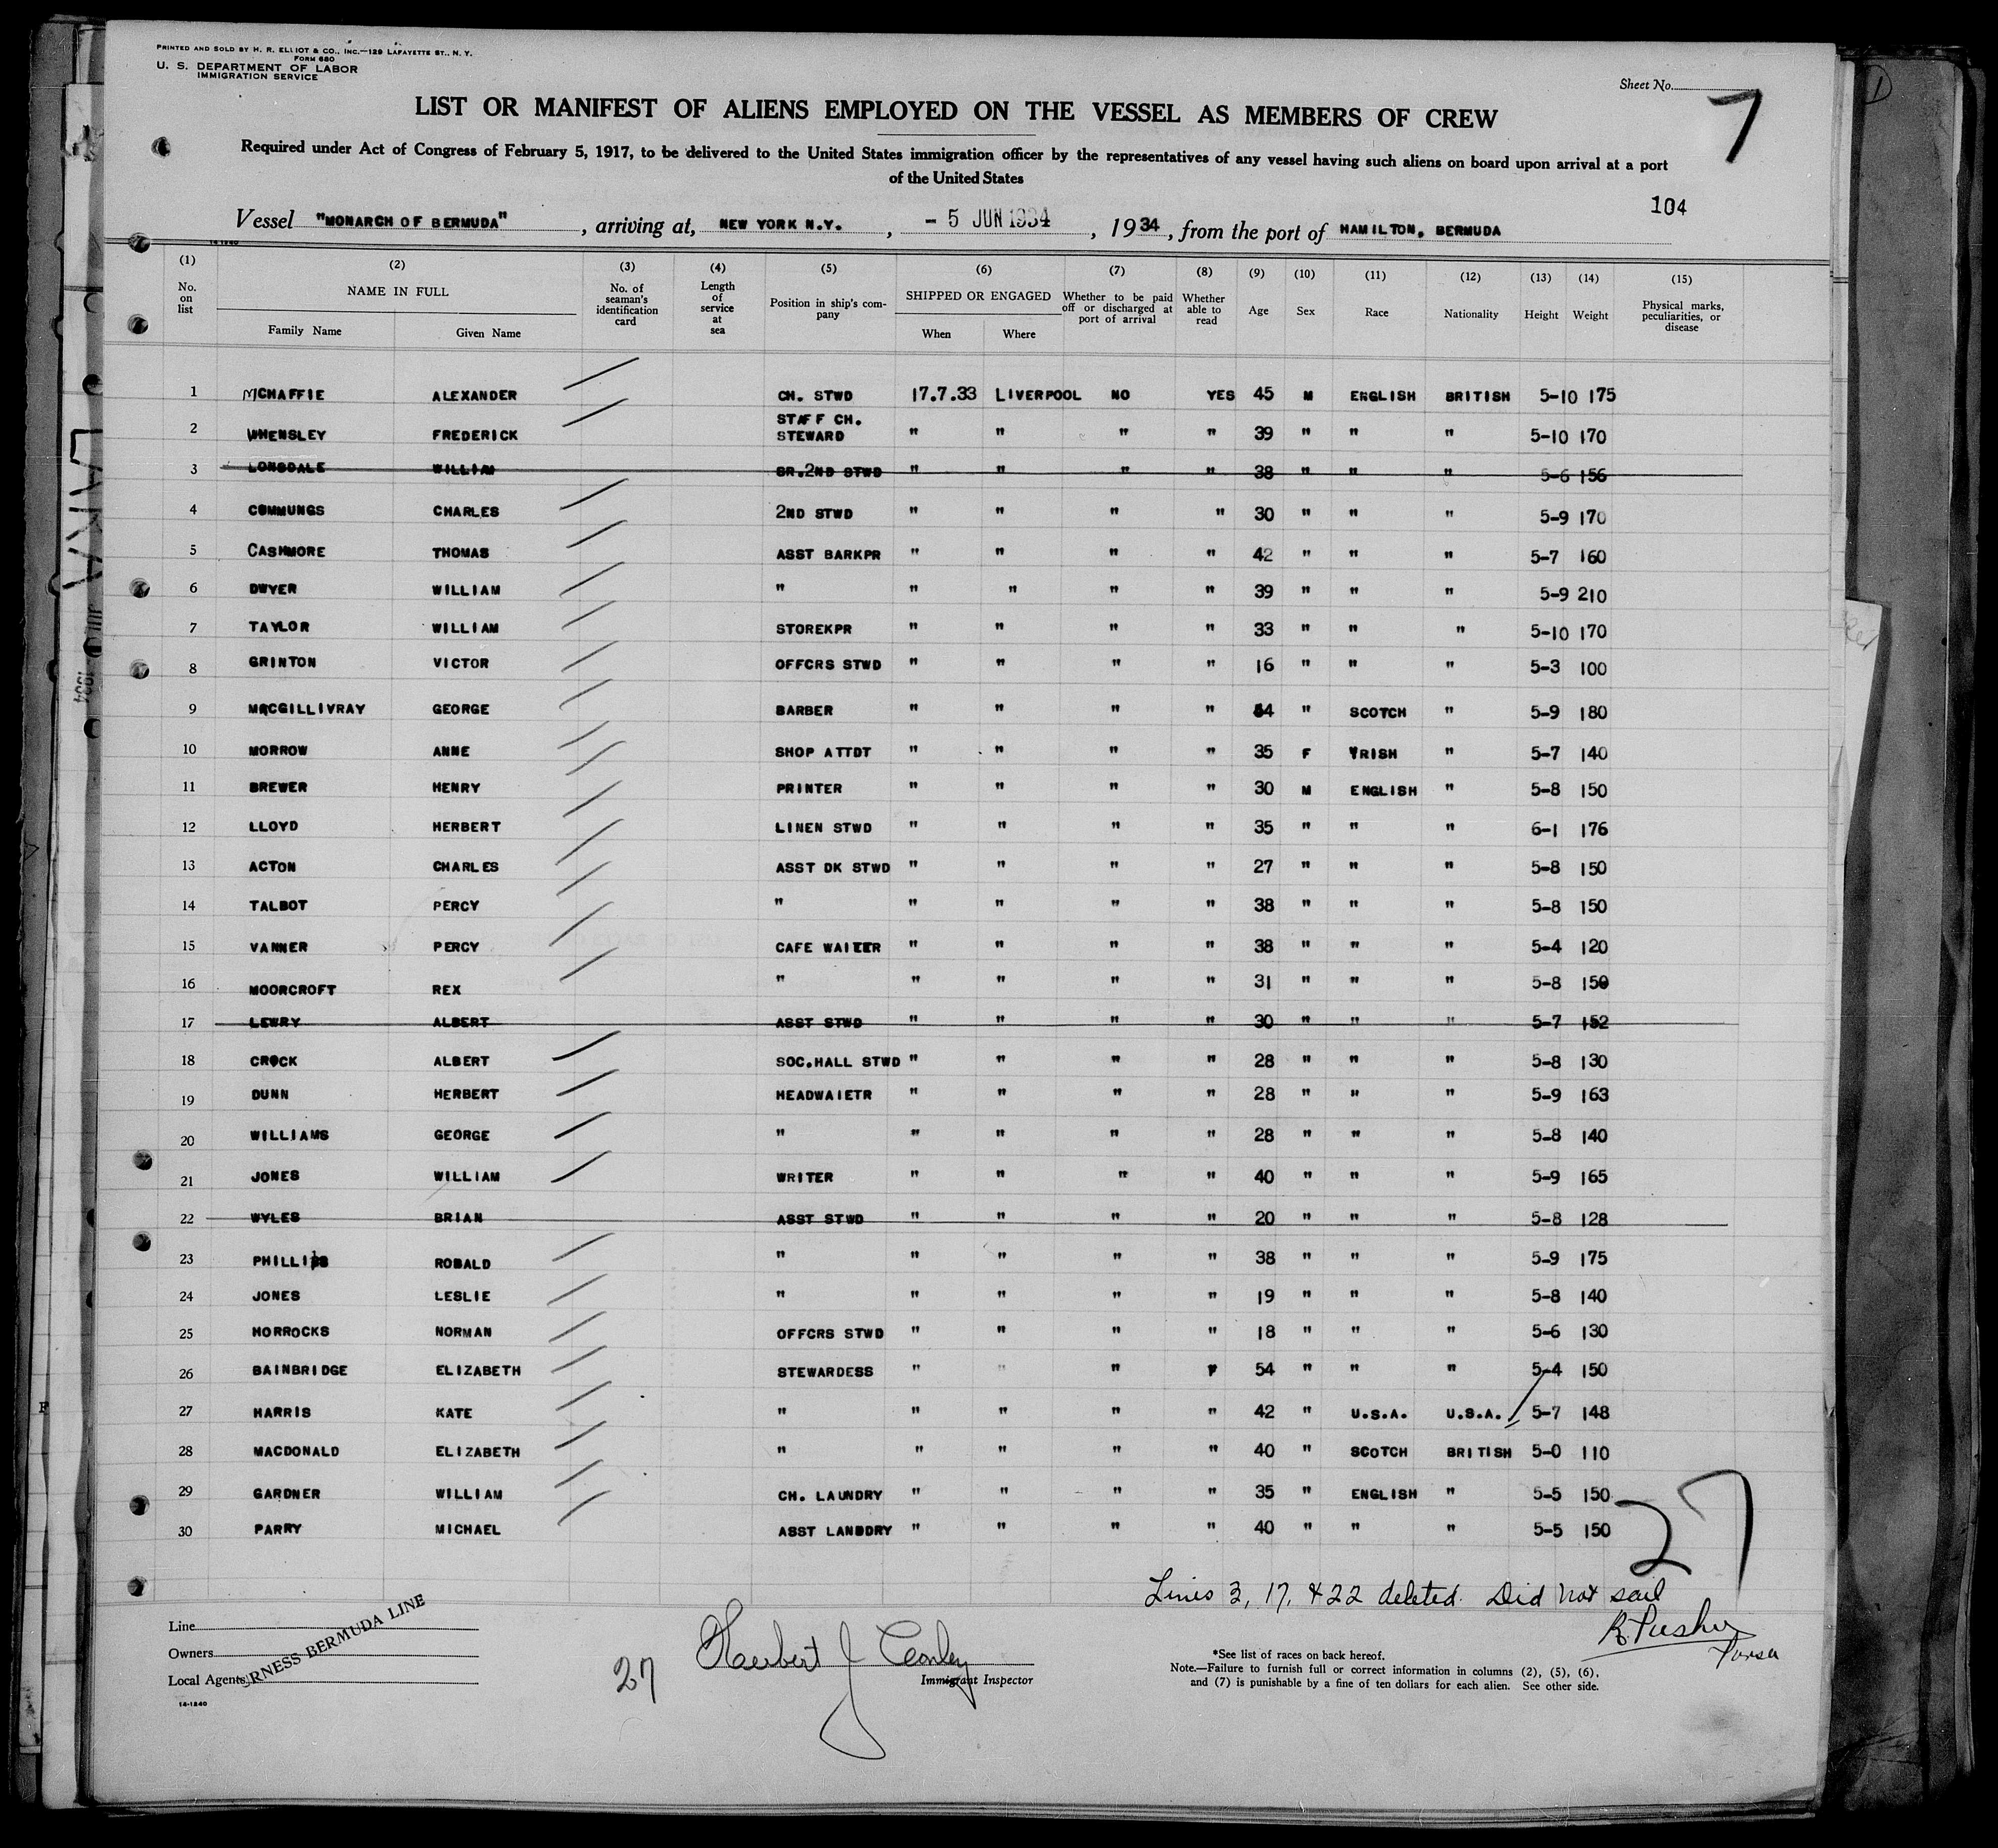 PRINTED AND SOLD BY H. R. ELLIOT & CO., INC.—129 LAFAYETTE ST., N. Y.
FORM 680
U. S. DEPARTMENT OF LABOR
IMMIGRATION SERVICE
Sheet No. 7
LIST OR MANIFEST OF ALIENS EMPLOYED ON THE VESSEL AS MEMBERS OF CREW
Required under Act of Congress of February 5, 1917, to be delivered to the United States immigration officer by the representatives of any vessel having such aliens on board upon arrival at a port
of the United States
104
Vessel "MONARCH OF BERMUDA", arriving at, NEW YORK N.Y., - 5 JUN 1934, 1934, from the port of HAMILTON, BERMUDA
14-1240
(1) (2) (3) (4) (5) (6) (7) (8) (9) (10) (11) (12) (13) (14) (15)
No. on list NAME IN FULL Family Name Given Name No. of seaman's identification card Length of service at sea Position in ship's company SHIPPED OR ENGAGED When Where Whether to be paid off or discharged at port of arrival Whether able to read Age Sex Race Nationality Height Weight Physical marks, peculiarities, or disease
1 MCHAFFIE ALEXANDER CH. STWD 17.7.33 LIVERPOOL NO YES 45 M ENGLISH BRITISH 5-10 175
2 WHENSLEY FREDERICK STAFF CH. STEWARD " " " " 39 " " " 5-10 170
3 LONSDALE WILLIAM SR.2ND STWD " " " " 38 " " " 5-6 156
4 COMMUNGS CHARLES 2ND STWD " " " " 30 " " " 5-9 170
5 CASHMORE THOMAS ASST BARKPR " " " " 42 " " " 5-7 160
6 DWYER WILLIAM " " " " " 39 " " " 5-9 210
7 TAYLOR WILLIAM STOREKPR " " " " 33 " " " 5-10 170
8 GRINTON VICTOR OFFCRS STWD " " " " 16 " " " 5-3 100
9 MACGILLIVRAY GEORGE BARBER " " " " 54 " SCOTCH " 5-9 180
10 MORROW ANNE SHOP ATTDT " " " " 35 F IRISH " 5-7 140
11 BREWER HENRY PRINTER " " " " 30 M ENGLISH " 5-8 150
12 LLOYD HERBERT LINEN STWD " " " " 35 " " " 6-1 176
13 ACTON CHARLES ASST DK STWD " " " " 27 " " " 5-8 150
14 TALBOT PERCY " " " " " 38 " " " 5-8 150
15 VANNER PERCY CAFE WAITER " " " " 38 " " " 5-4 120
16 MOORCROFT REX " " " " " 31 " " " 5-8 150
17 LEWRY ALBERT ASST STWD " " " " 30 " " " 5-7 152
18 CROCK ALBERT SOC.HALL STWD " " " " 28 " " " 5-8 130
19 DUNN HERBERT HEADWAIETR " " " " 28 " " " 5-9 163
20 WILLIAMS GEORGE " " " " " 28 " " " 5-8 140
21 JONES WILLIAM WRITER " " " " 40 " " " 5-9 165
22 WYLES BRIAN ASST STWD " " " " 20 " " " 5-8 128
23 PHILLIPS ROBALD " " " " " 38 " " " 5-9 175
24 JONES LESLIE " " " " " 19 " " " 5-8 140
25 HORROCKS NORMAN OFFCRS STWD " " " " 18 " " " 5-6 130
26 BAINBRIDGE ELIZABETH STEWARDESS " " " F 54 " " " 5-4 150
27 HARRIS KATE " " " " " 42 " U.S.A. U.S.A. 5-7 148
28 MACDONALD ELIZABETH " " " " " 40 " SCOTCH BRITISH 5-0 110
29 GARDNER WILLIAM CH. LAUNDRY " " " " 35 " ENGLISH " 5-5 150
30 PARRY MICHAEL ASST LANDDRY " " " " 40 " " " 5-5 150
27
Lines 3, 17, & 22 deleted. Did not sail
Purser
Line
Owners
Local Agents
FURNESS BERMUDA LINE
14-1240
27
Herbert J Conley
Immigrant Inspector
*See list of races on back hereof.
Note.—Failure to furnish full or correct information in columns (2), (5), (6),
and (7) is punishable by a fine of ten dollars for each alien. See other side.